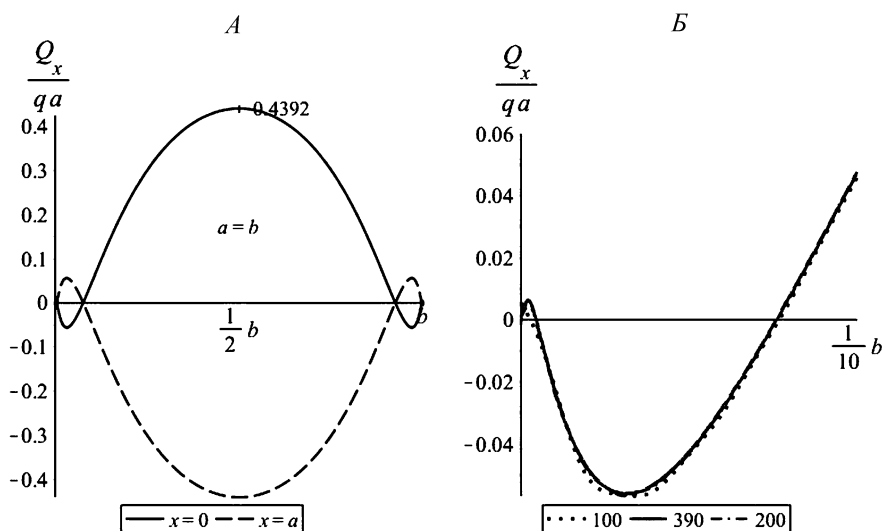 А
Q_x
qa
0.4
0.3
0.2
0.1
0
-0.1
-0.2
-0.3
-0.4
0.4392
a = b
1
2
b
b
x = 0
x = a
Б
Q_x
qa
0.06
0.04
0.02
0
-0.02
-0.04
1
10
b
100
390
200